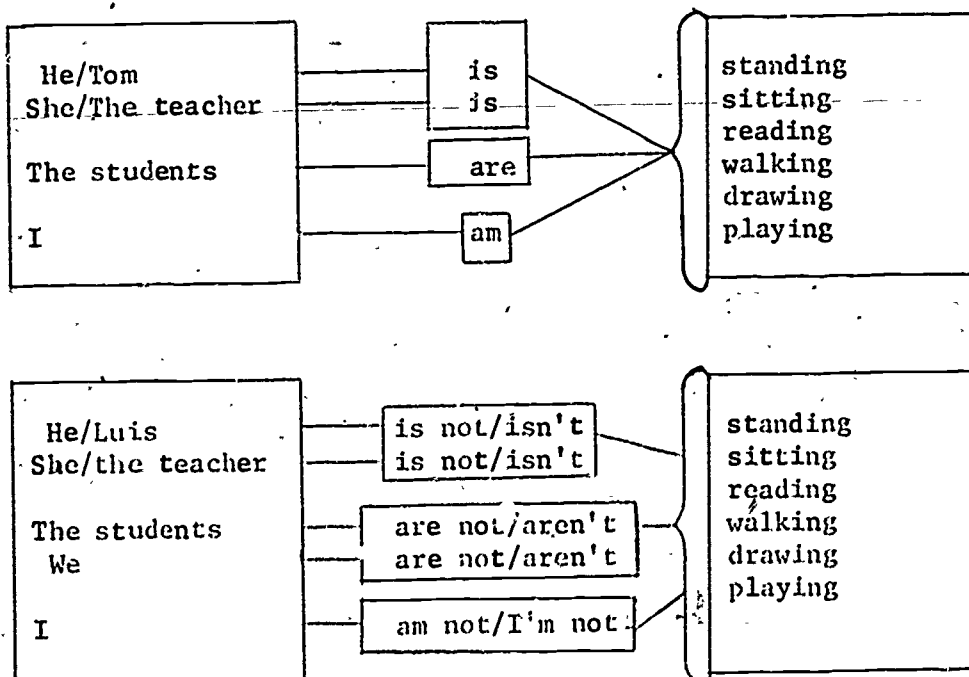 He/Tom is standing
She/The teacher is sitting
reading
The students are walking
drawing
I am playing
He/Luis is not/isn't standing
She/the teacher is not/isn't sitting
reading
The students are not/aren't walking
We are not/aren't drawing
playing
I am not/I'm not